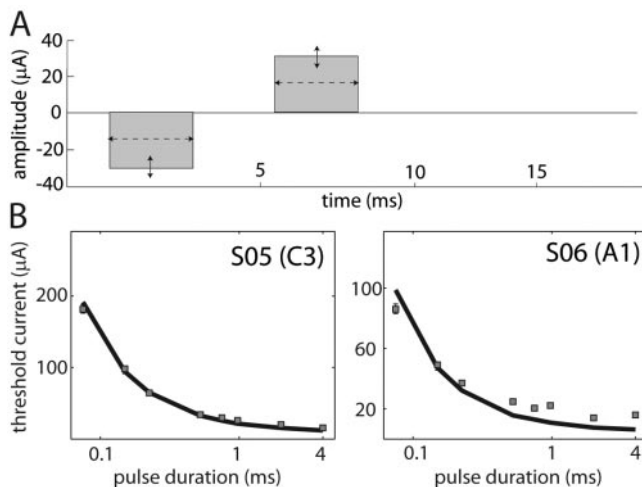 A
amplitude (μA)
40
20
0
-20
-40
5
10
15
time (ms)
B
threshold current (μA)
S05 (C3)
200
100
0.1
1
4
pulse duration (ms)
S06 (A1)
100
60
20
0.1
1
4
pulse duration (ms)